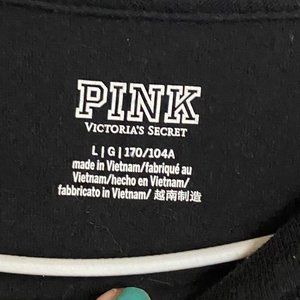 PINK
VICTORIA'S SECRET
L | G | 170/104A
made in Vietnam/fabriqué au
Vietnam/hecho en Vietnam/
fabbricato in Vietnam/ 越南制造